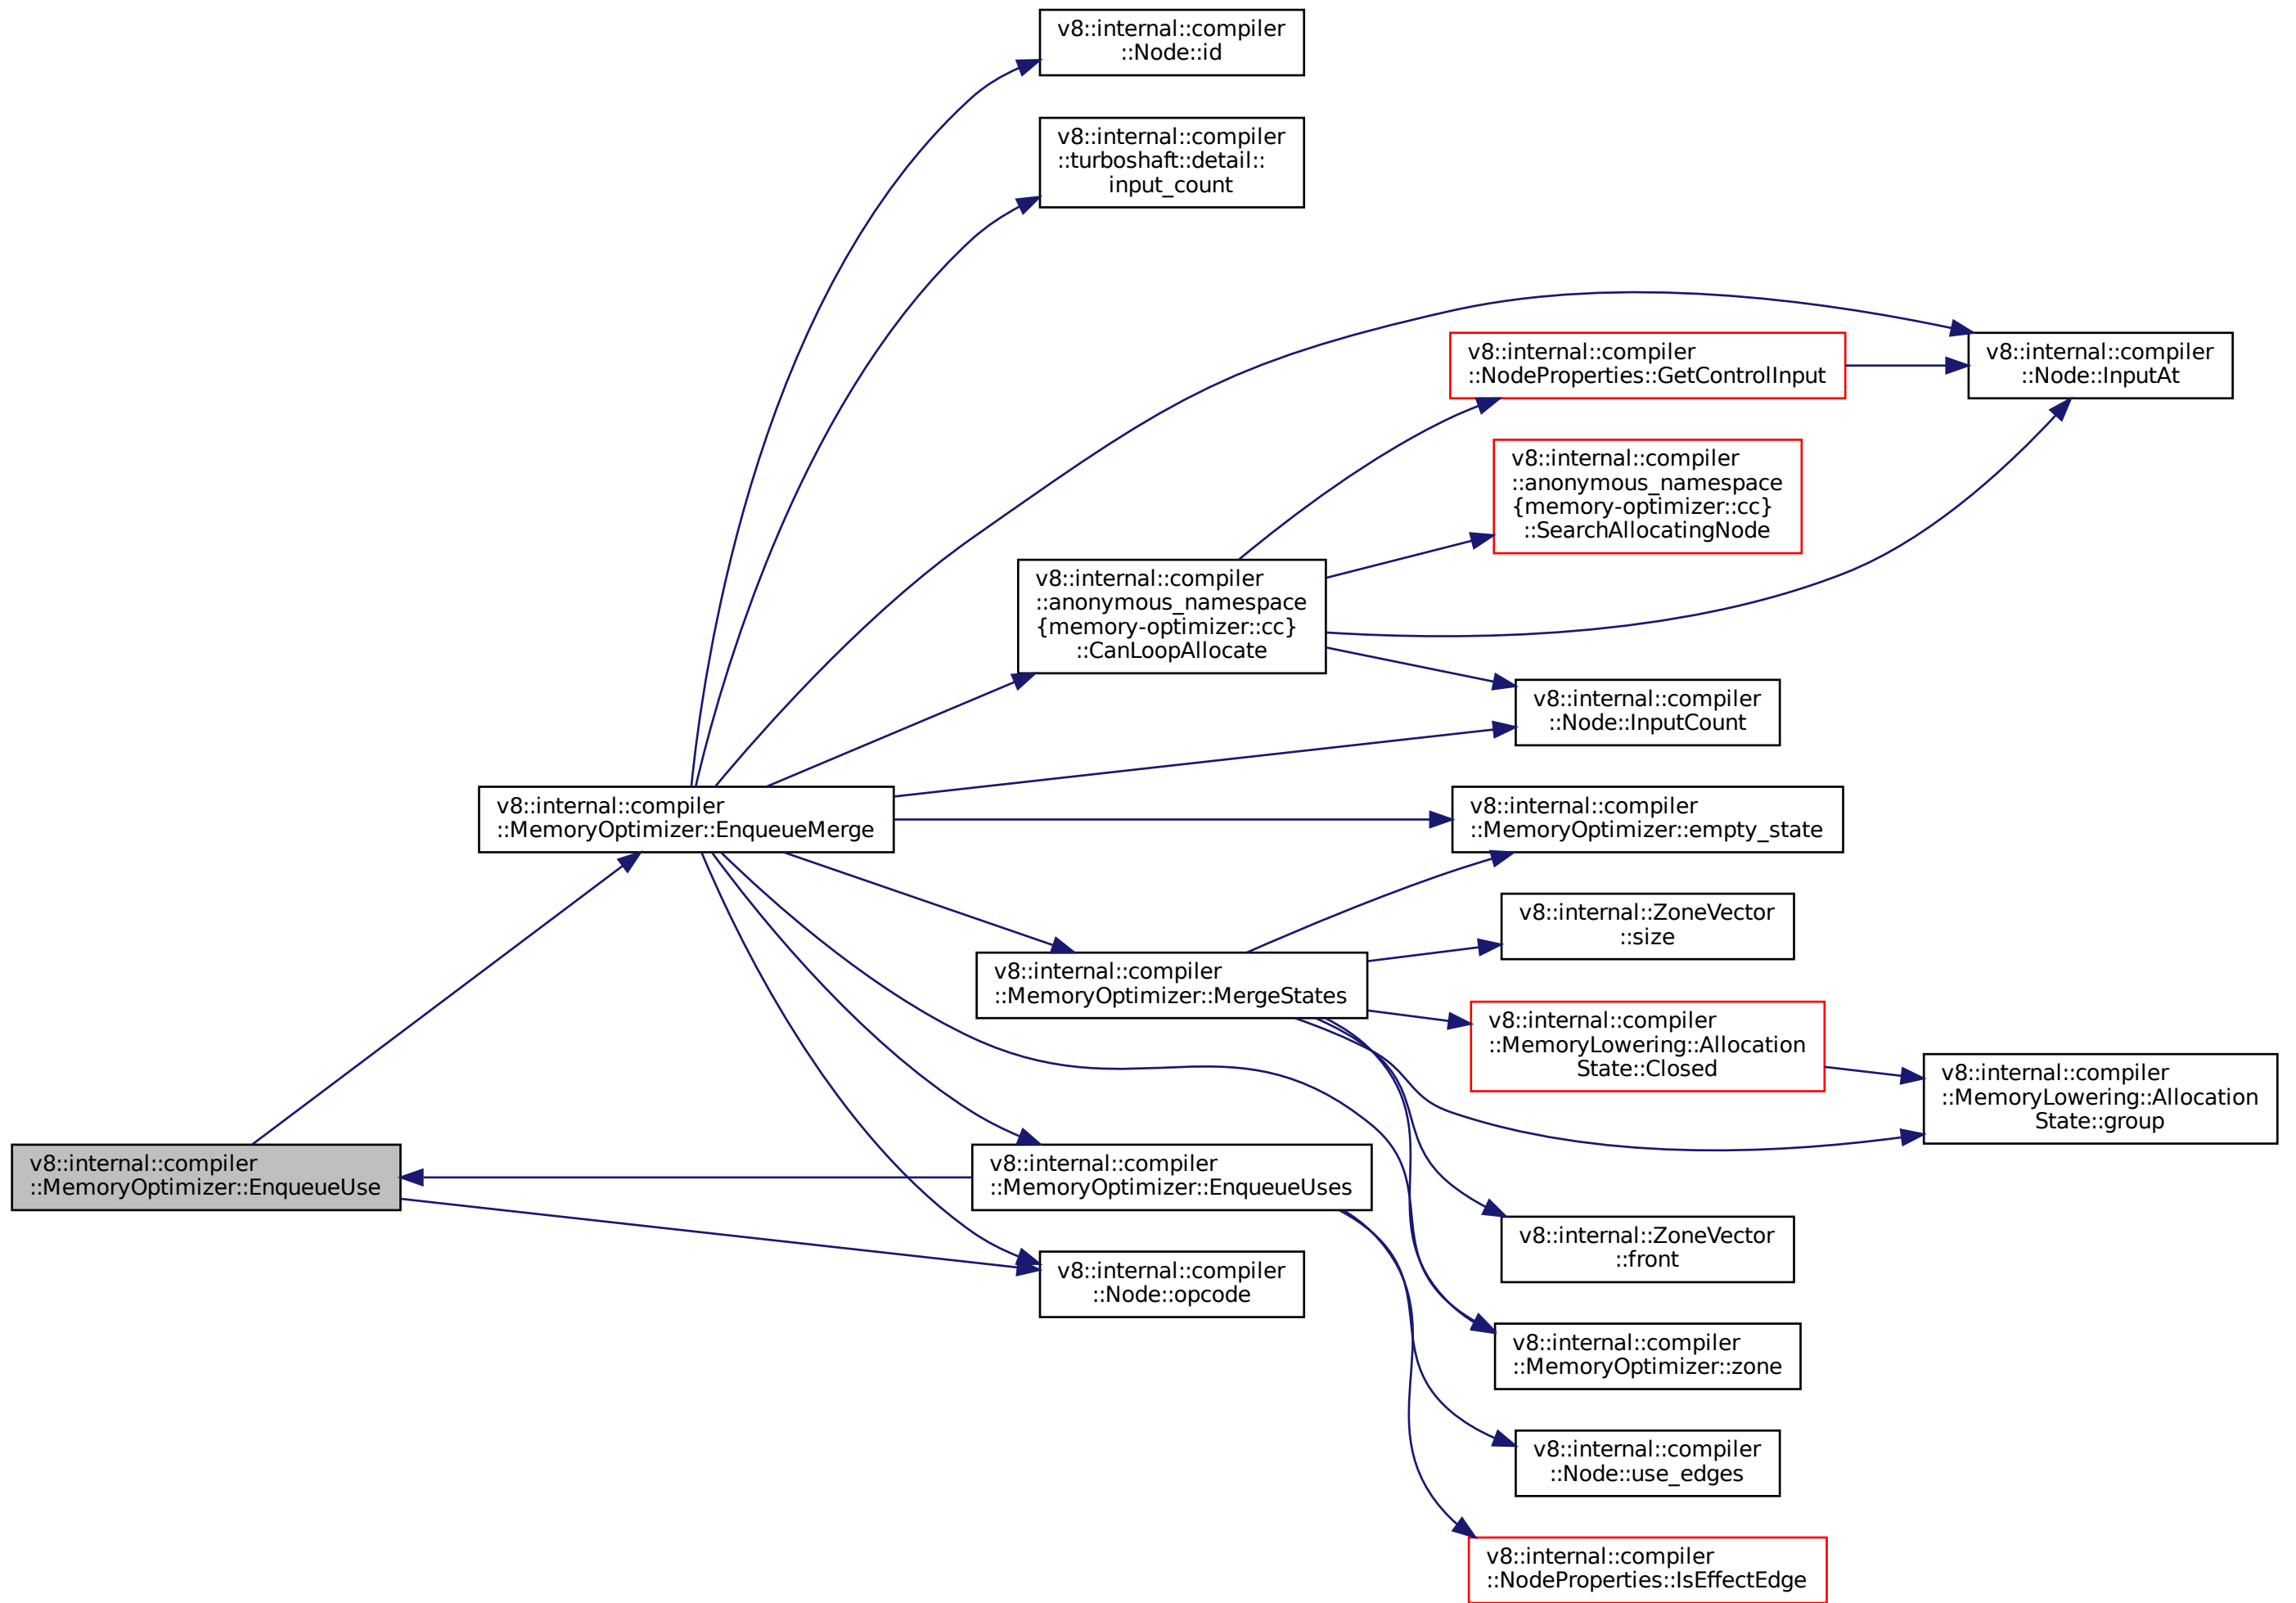 v8::internal::compiler
::Node::id
v8::internal::compiler
::turboshaft::detail::
input_count
v8::internal::compiler
::NodeProperties::GetControlInput
v8::internal::compiler
::Node::InputAt
v8::internal::compiler
::anonymous_namespace
{memory-optimizer::cc}
::SearchAllocatingNode
v8::internal::compiler
::anonymous_namespace
{memory-optimizer::cc}
::CanLoopAllocate
v8::internal::compiler
::Node::InputCount
v8::internal::compiler
::MemoryOptimizer::EnqueueMerge
v8::internal::compiler
::MemoryOptimizer::empty_state
v8::internal::ZoneVector
::size
v8::internal::compiler
::MemoryOptimizer::MergeStates
v8::internal::compiler
::MemoryLowering::Allocation
State::Closed
v8::internal::compiler
::MemoryLowering::Allocation
State::group
v8::internal::compiler
::MemoryOptimizer::EnqueueUse
v8::internal::compiler
::MemoryOptimizer::EnqueueUses
v8::internal::ZoneVector
::front
v8::internal::compiler
::Node::opcode
v8::internal::compiler
::MemoryOptimizer::zone
v8::internal::compiler
::Node::use_edges
v8::internal::compiler
::NodeProperties::IsEffectEdge